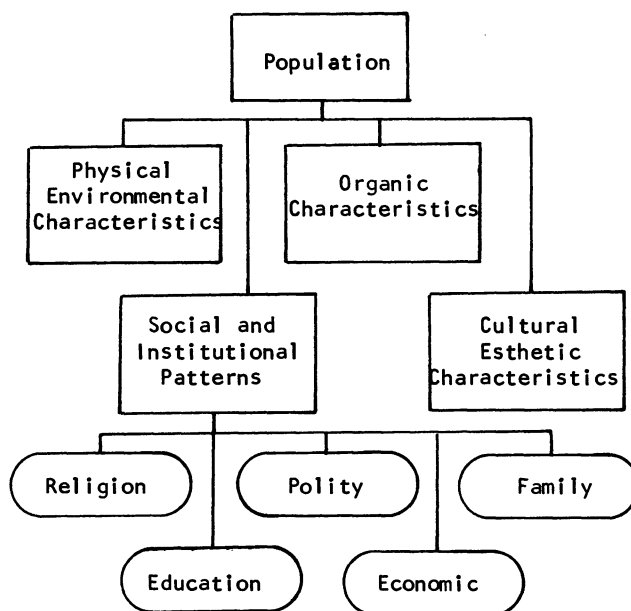 Population
Physical
Environmental
Characteristics
Organic
Characteristics
Social and
Institutional
Patterns
Cultural
Esthetic
Characteristics
Religion
Polity
Family
Education
Economic